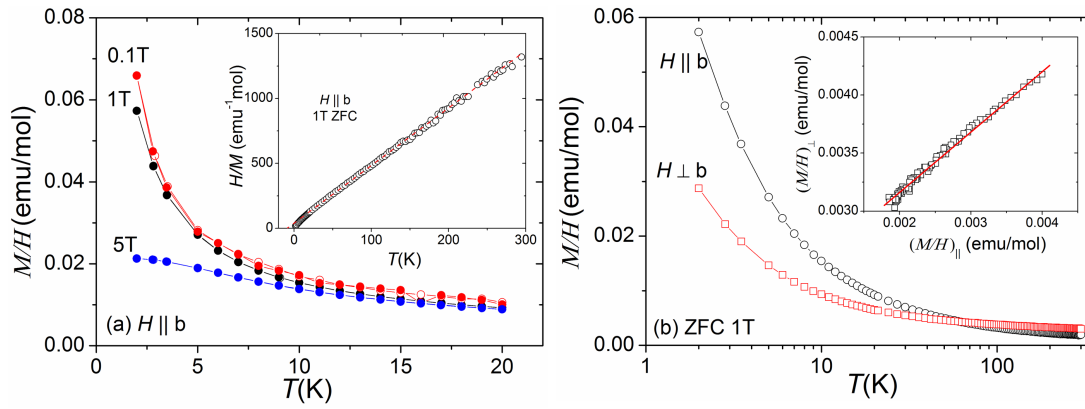 0.08
0.06
0.04
0.02
0.00
0
5
10
15
20
M/H (emu/mol)
T(K)
0.1T
1T
5T
(a) H || b
1500
1000
500
0
0
50
100
150
200
250
300
H/M (emu⁻¹mol)
T(K)
H || b
1T ZFC
0.06
0.04
0.02
0.00
1
10
100
M/H (emu/mol)
T(K)
H || b
H ⊥ b
(b) ZFC 1T
0.0045
0.0040
0.0035
0.0030
0.002
0.003
0.004
(M/H)⊥ (emu/mol)
(M/H)|| (emu/mol)